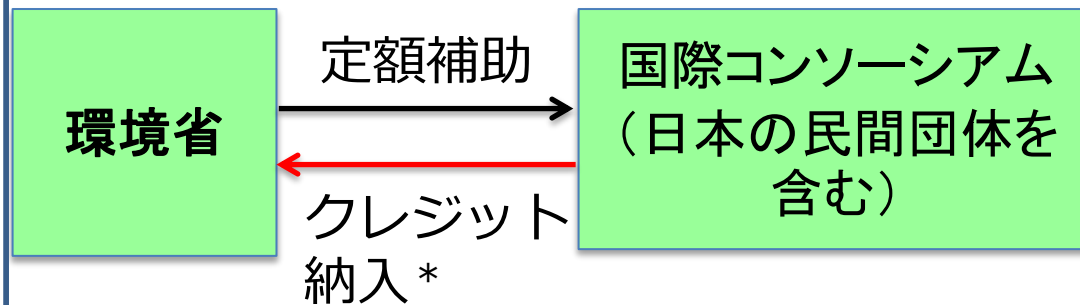 環境省
定額補助
クレジット
納入*
国際コンソーシアム
（日本の民間団体を
含む）